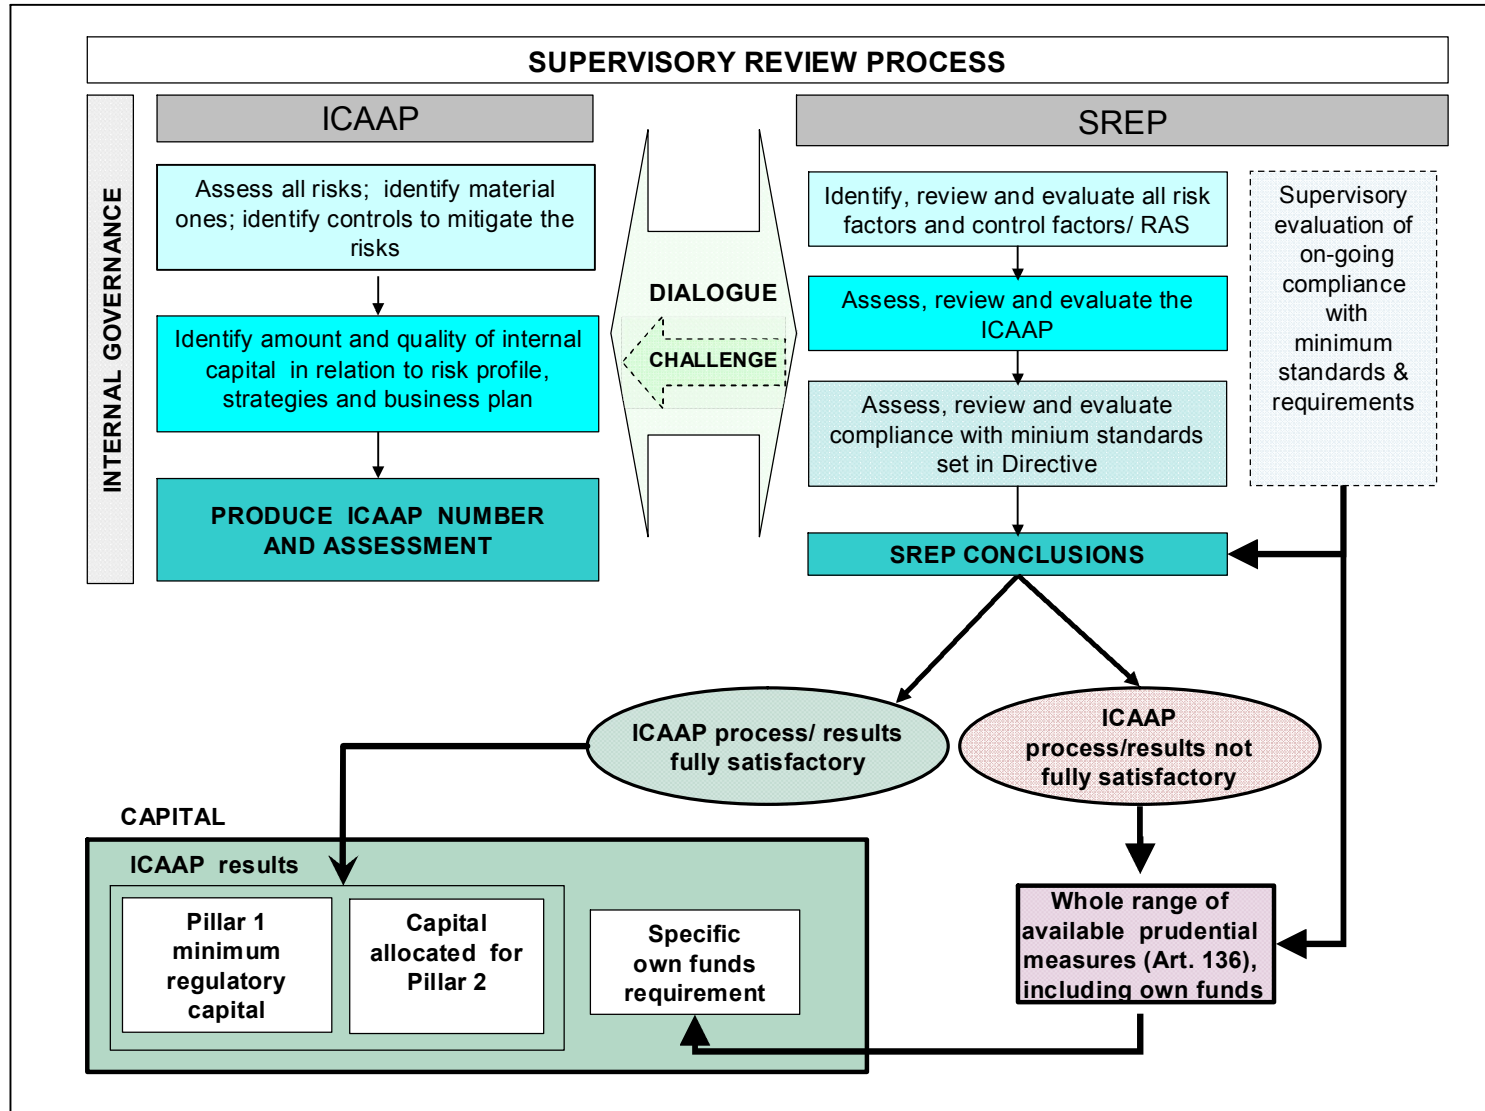 SUPERVISORY REVIEW PROCESS
INTERNAL GOVERNANCE
ICAAP
Assess all risks; identify material
ones; identify controls to mitigate the
risks
Identify amount and quality of internal
capital in relation to risk profile,
strategies and business plan
PRODUCE ICAAP NUMBER
AND ASSESSMENT
DIALOGUE
CHALLENGE
SREP
Identify, review and evaluate all risk
factors and control factors/ RAS
Assess, review and evaluate the
ICAAP
Assess, review and evaluate
compliance with minium standards
set in Directive
SREP CONCLUSIONS
Supervisory
evaluation of
on-going
compliance
with
minimum
standards &
requirements
ICAAP process/ results
fully satisfactory
ICAAP
process/results not
fully satisfactory
CAPITAL
ICAAP results
Pillar 1
minimum
regulatory
capital
Capital
allocated for
Pillar 2
Specific
own funds
requirement
Whole range of
available prudential
measures (Art. 136),
including own funds